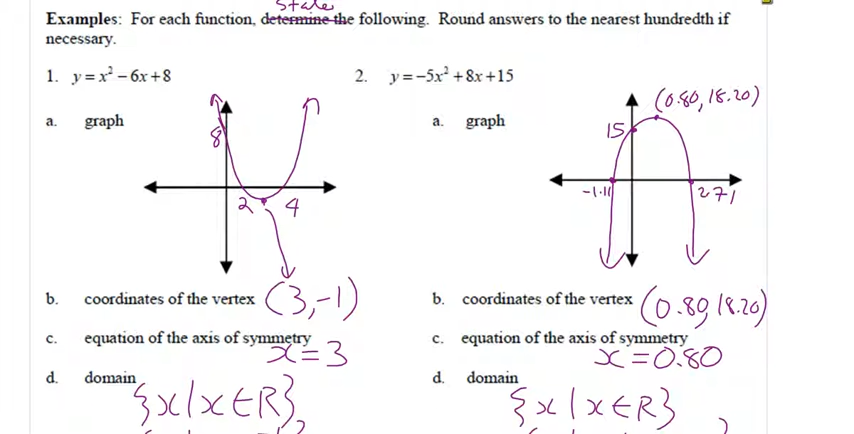 State
Examples: For each function, determine the following. Round answers to the nearest hundredth if
necessary.
1. y = x² − 6x + 8
2. y = −5x² + 8x + 15
a. graph
8
2 4
a. graph
(0.80, 18.20)
15
-1.11 2.71
b. coordinates of the vertex (3, -1)
b. coordinates of the vertex (0.80, 18.20)
c. equation of the axis of symmetry
x = 3
c. equation of the axis of symmetry
x = 0.80
d. domain
{x | x ∈ R}
d. domain
{x | x ∈ R}